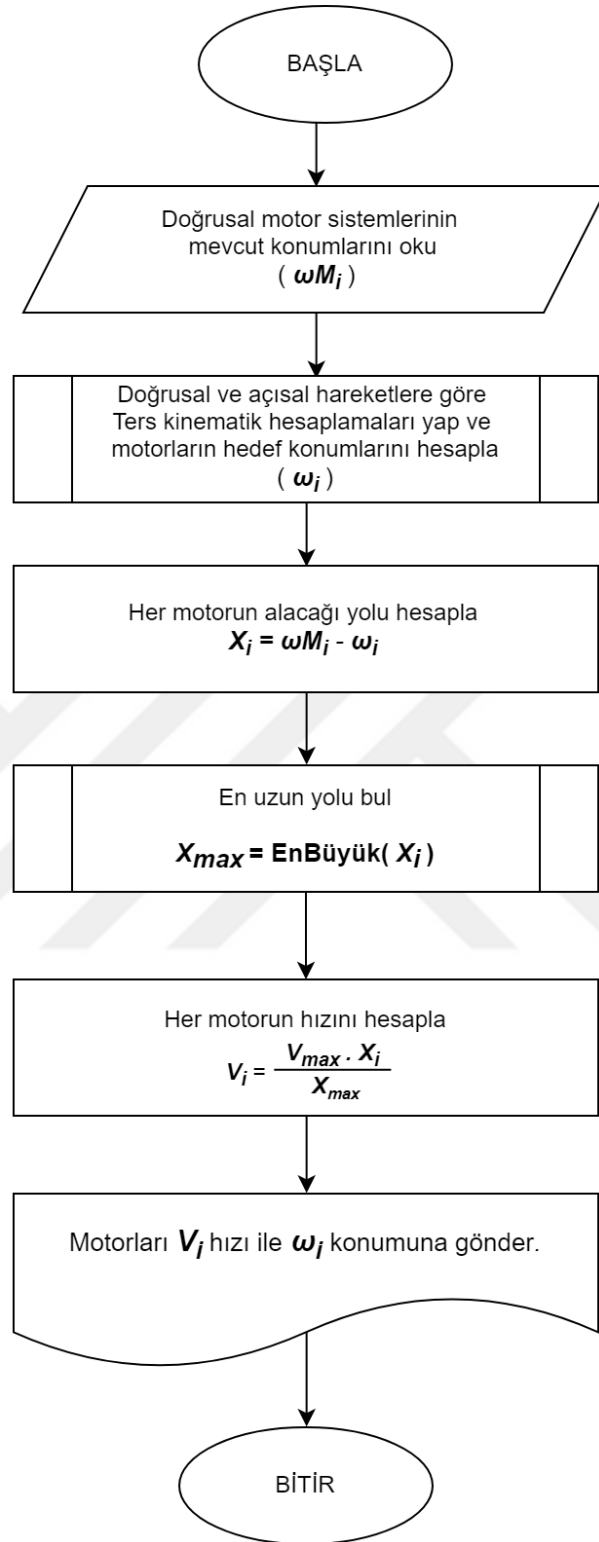 BAŞLA
Doğrusal motor sistemlerinin
mevcut konumlarını oku
( ωMi )
Doğrusal ve açısal hareketlere göre
Ters kinematik hesaplamaları yap ve
motorların hedef konumlarını hesapla
( ωi )
Her motorun alacağı yolu hesapla
Xi = ωMi - ωi
En uzun yolu bul
Xmax = EnBüyük( Xi )
Her motorun hızını hesapla
Vi = Vmax . Xi
Xmax
Motorları Vi hızı ile ωi konumuna gönder.
BİTİR